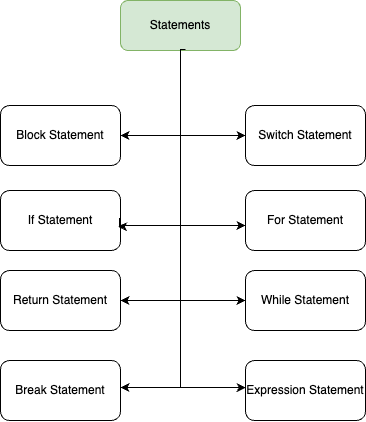 Statements
Block Statement
Switch Statement
If Statement
For Statement
Return Statement
While Statement
Break Statement
Expression Statement